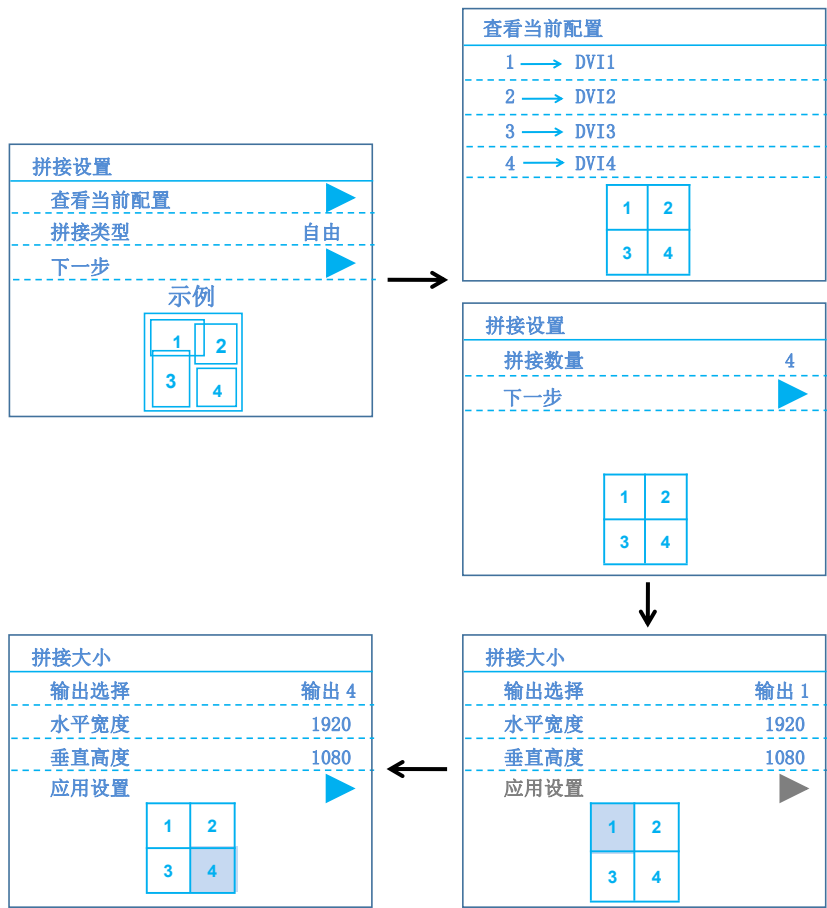 拼接设置
查看当前配置
拼接类型 自由
下一步
示例
1 2
3 4
查看当前配置
1 → DVI1
2 → DVI2
3 → DVI3
4 → DVI4
1 2
3 4
拼接设置
拼接数量 4
下一步
1 2
3 4
拼接大小
输出选择 输出 1
水平宽度 1920
垂直高度 1080
应用设置
1 2
3 4
拼接大小
输出选择 输出 4
水平宽度 1920
垂直高度 1080
应用设置
1 2
3 4